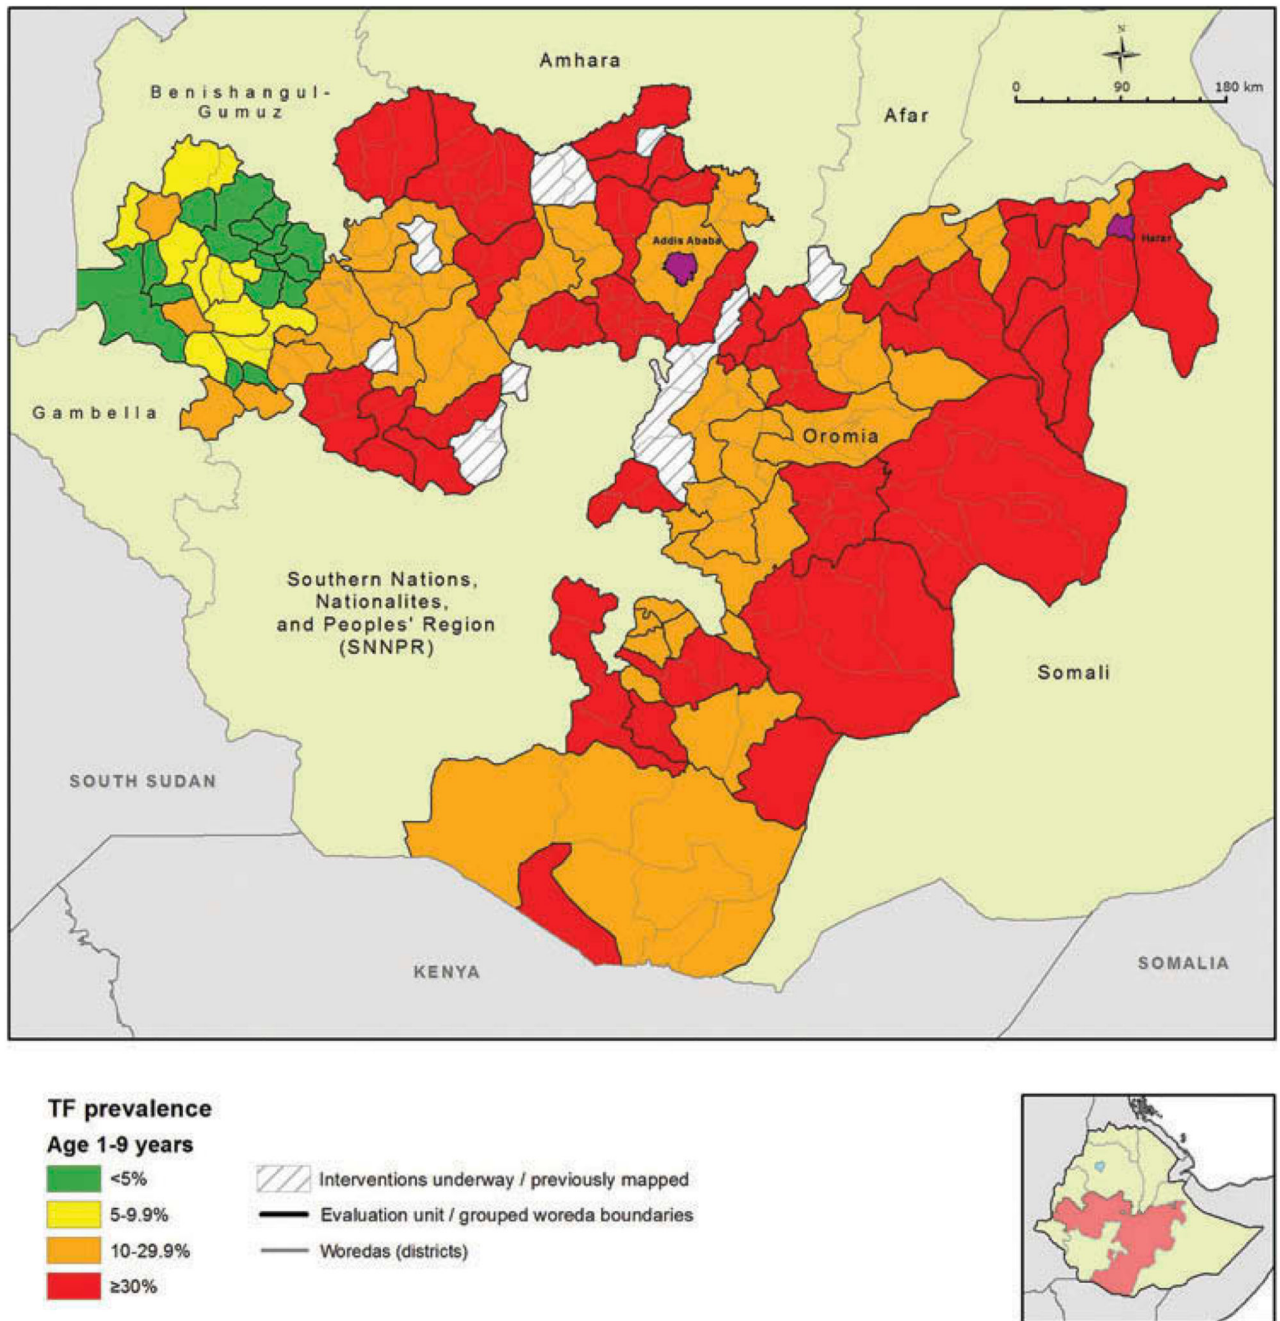 Amhara
N
0 90 180 km
Benishangul-
Gumuz
Afar
Addis Ababa
Harar
Gambella
Oromia
Southern Nations,
Nationalites,
and Peoples' Region
(SNNPR)
Somali
SOUTH SUDAN
KENYA
SOMALIA
TF prevalence
Age 1-9 years
<5%
5-9.9%
10-29.9%
≥30%
Interventions underway / previously mapped
Evaluation unit / grouped woreda boundaries
Woredas (districts)